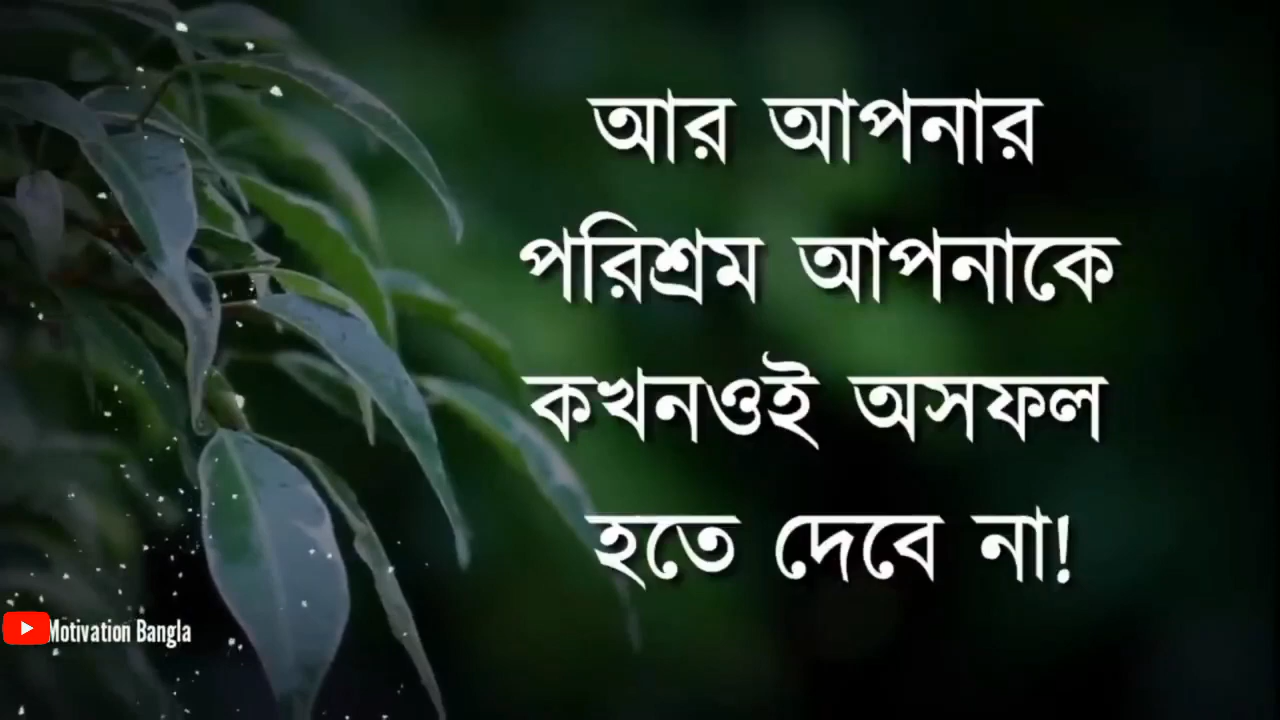 আর আপনার
পরিশ্রম আপনাকে
কখনওই অসফল
হতে দেবে না!
Motivation Bangla